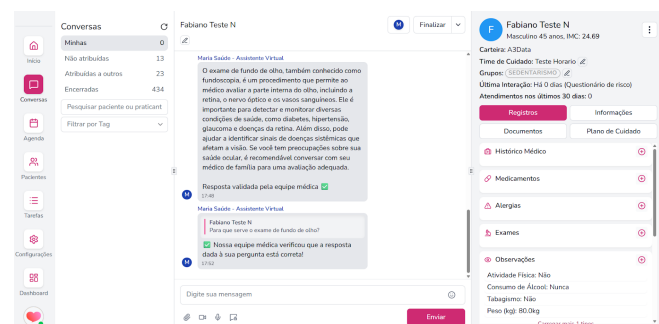 Início
Conversas
Agenda
Pacientes
Tarefas
Configurações
Dashboard
Conversas
Minhas 0
Não atribuídas 13
Atribuídas a outros 23
Encerradas 434
Pesquisar paciente ou praticant
Filtrar por Tag
Fabiano Teste N
M
Finalizar
Maria Saúde - Assistente Virtual
O exame de fundo de olho, também conhecido como
fundoscopia, é um procedimento que permite ao
médico avaliar a parte interna do olho, incluindo a
retina, o nervo óptico e os vasos sanguíneos. Ele é
importante para detectar e monitorar diversas
condições de saúde, como diabetes, hipertensão,
glaucoma e doenças da retina. Além disso, pode
ajudar a identificar sinais de doenças sistêmicas que
afetam a visão. Se você tem preocupações sobre sua
saúde ocular, é recomendável conversar com seu
médico de família para uma avaliação adequada.
Resposta validada pela equipe médica ✅
M
17:48
Maria Saúde - Assistente Virtual
Fabiano Teste N
Para que serve o exame de fundo de olho?
✅ Nossa equipe médica verificou que a resposta
dada à sua pergunta está correta!
M
17:52
Digite sua mensagem
Enviar
F
Fabiano Teste N
Masculino 45 anos, IMC: 24.69
Carteira: A3Data
Time de Cuidado: Teste Horario
Grupos: SEDENTARISMO
Última Interação: Há 0 dias (Questionário de risco)
Atendimentos nos últimos 30 dias: 0
Registros
Informações
Documentos
Plano de Cuidado
Histórico Médico
Medicamentos
Alergias
Exames
Observações
Atividade Física: Não
Consumo de Álcool: Nunca
Tabagismo: Não
Peso (kg): 80.0kg